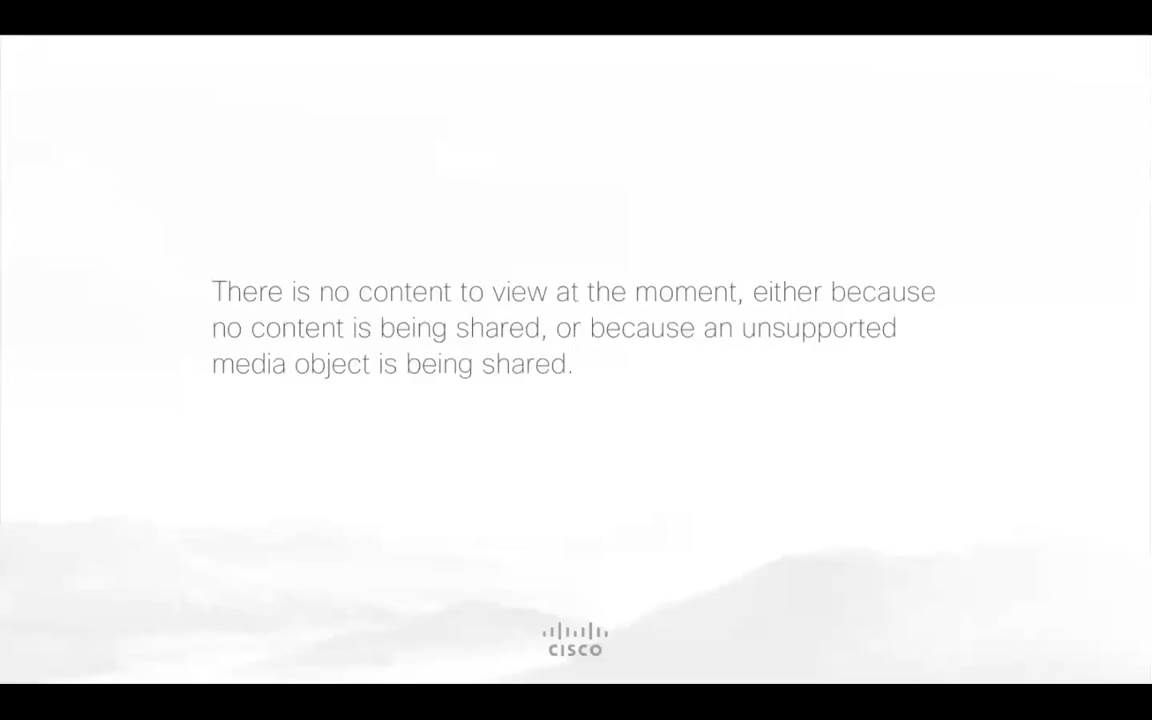 There is no content to view at the moment, either because
no content is being shared, or because an unsupported
media object is being shared.
CISCO